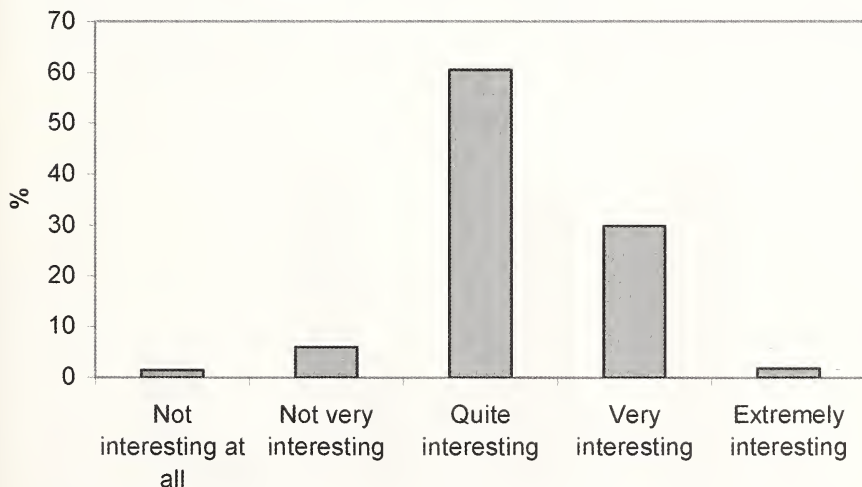 70
60
50
40
30
20
10
0
%
Not interesting at all
Not very interesting
Quite interesting
Very interesting
Extremely interesting